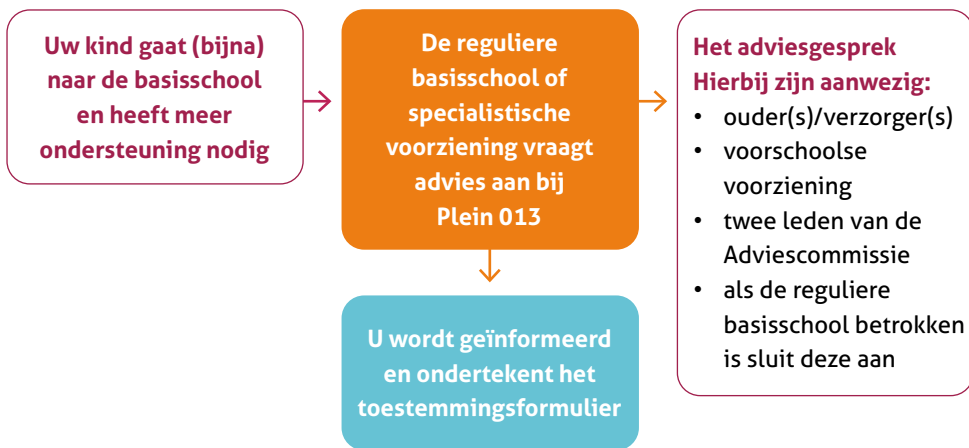 Uw kind gaat (bijna)
naar de basisschool
en heeft meer
ondersteuning nodig
De reguliere
basisschool of
specialistische
voorziening vraagt
advies aan bij
Plein 013
U wordt geïnformeerd
en ondertekent het
toestemmingsformulier
Het adviesgesprek
Hierbij zijn aanwezig:
• ouder(s)/verzorger(s)
• voorschoolse
voorziening
• twee leden van de
Adviescommissie
• als de reguliere
basisschool betrokken
is sluit deze aan